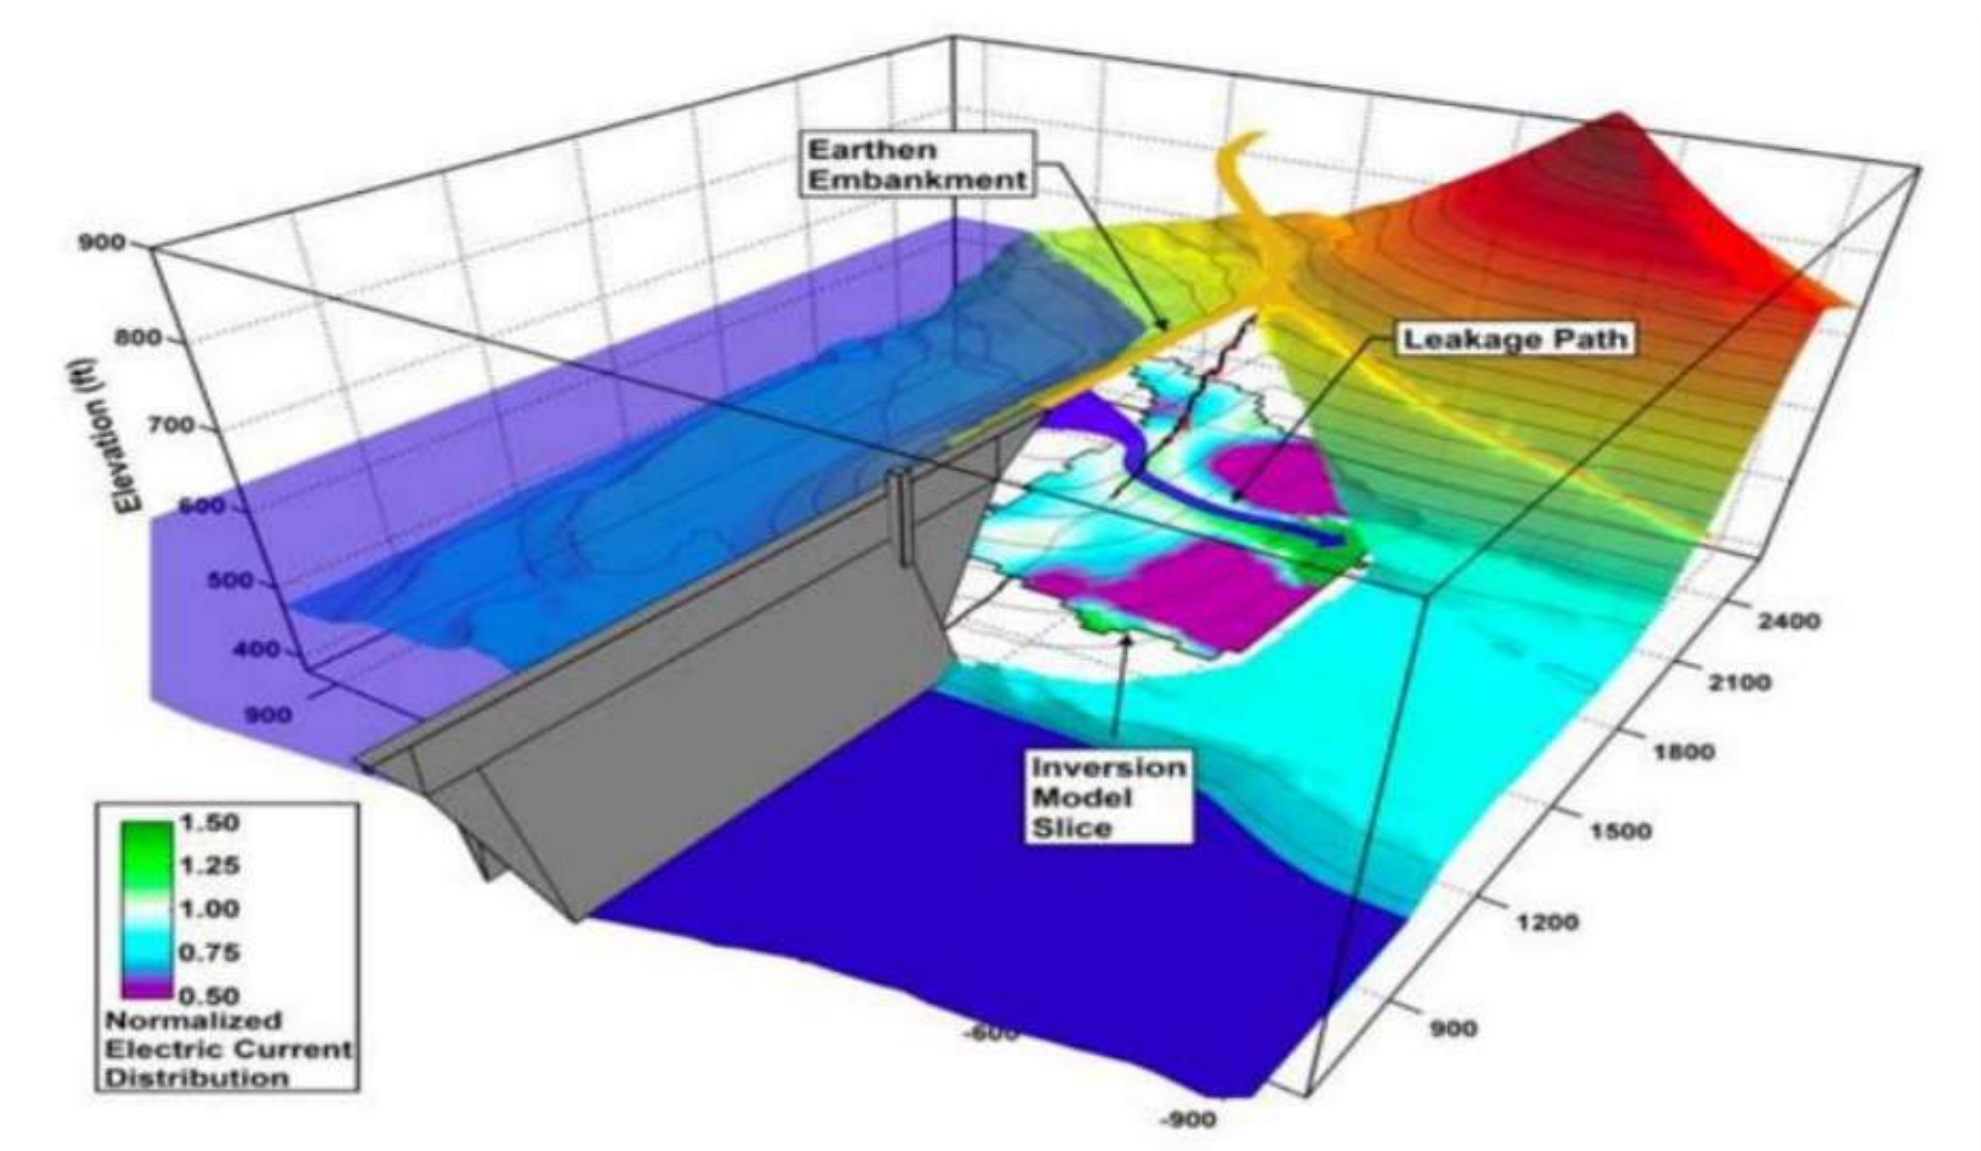 Earthen
Embankment
Leakage Path
900
800
700
600
500
400
Elevation (ft)
900
2400
2100
1800
1500
1200
900
-600
-900
Inversion
Model
Slice
1.50
1.25
1.00
0.75
0.50
Normalized
Electric Current
Distribution